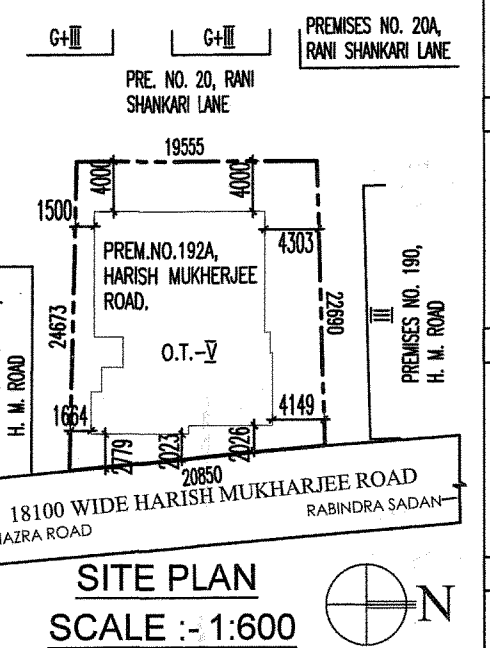 G+III
G+III
PREMISES NO. 20A,
RANI SHANKARI LANE
PRE. NO. 20, RANI
SHANKARI LANE
19555
4000
4000
1500
4303
PREM.NO.192A,
HARISH MUKHERJEE
ROAD.
24673
22690
III
PREMISES NO. 190,
H. M. ROAD
O.T.-V
H. M. ROAD
1664
4149
2779
2023
2026
20850
18100 WIDE HARISH MUKHARJEE ROAD
HAZRA ROAD
RABINDRA SADAN
SITE PLAN
SCALE :- 1:600
N